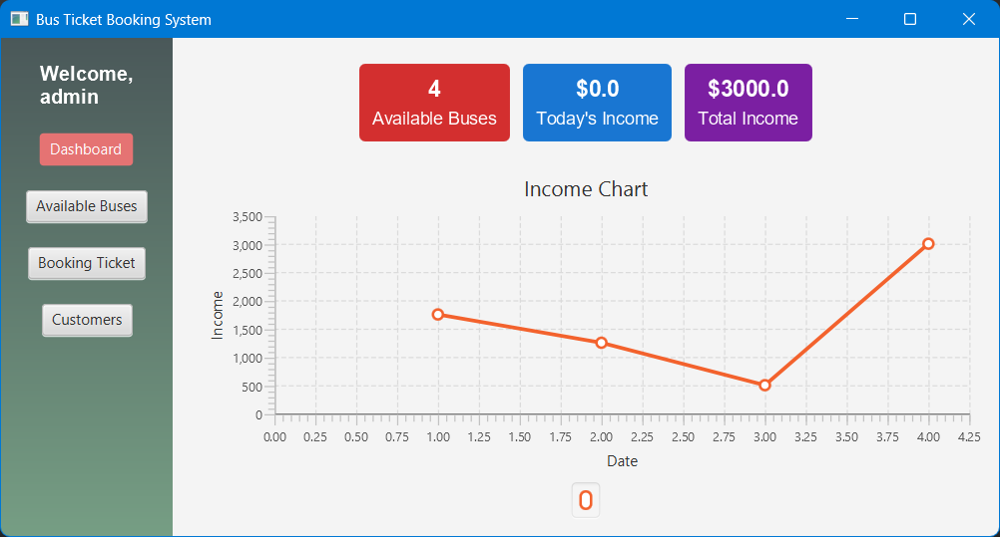 Bus Ticket Booking System
Welcome,
admin
Dashboard
Available Buses
Booking Ticket
Customers
4
Available Buses
$0.0
Today's Income
$3000.0
Total Income
Income Chart
Income
3,500
3,000
2,500
2,000
1,500
1,000
500
0
0.00 0.25 0.50 0.75 1.00 1.25 1.50 1.75 2.00 2.25 2.50 2.75 3.00 3.25 3.50 3.75 4.00 4.25
Date